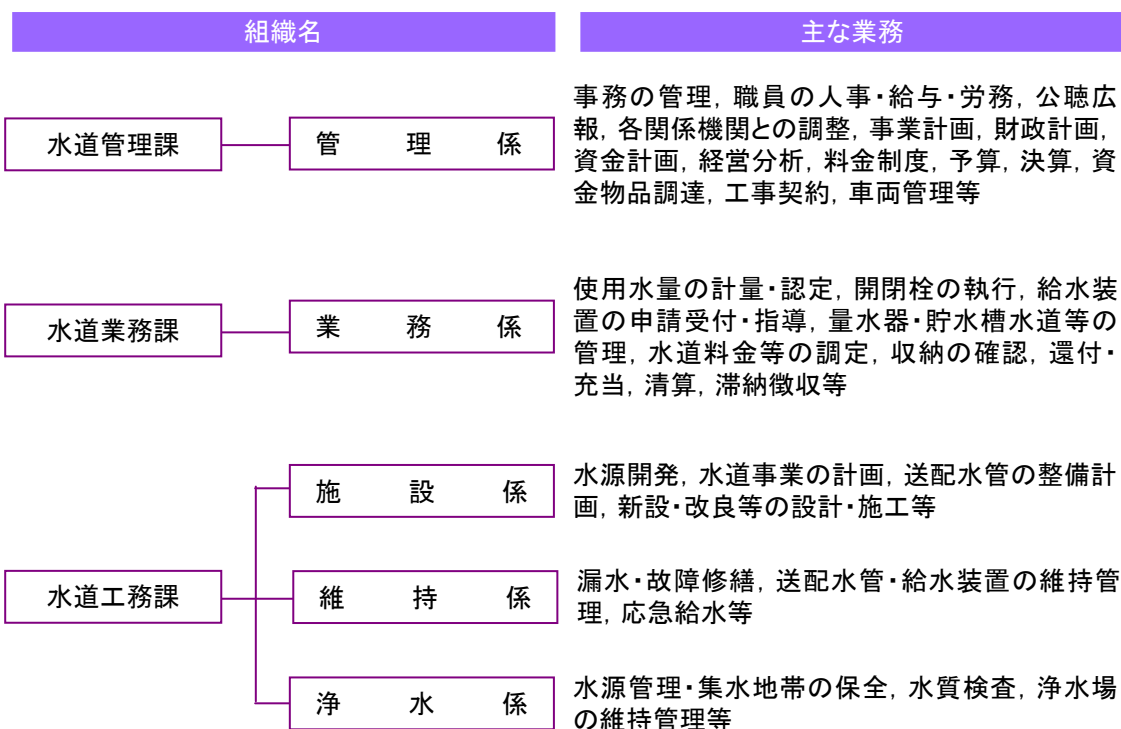 組織名
主な業務
水道管理課
管理係
事務の管理, 職員の人事・給与・労務, 公聴広
報, 各関係機関との調整, 事業計画, 財政計画,
資金計画, 経営分析, 料金制度, 予算, 決算, 資
金物品調達, 工事契約, 車両管理等
水道業務課
業務係
使用水量の計量・認定, 開閉栓の執行, 給水装
置の申請受付・指導, 量水器・貯水槽水道等の
管理, 水道料金等の調定, 収納の確認, 還付・
充当, 清算, 滞納徴収等
水道工務課
施設係
水源開発, 水道事業の計画, 送配水管の整備計
画, 新設・改良等の設計・施工等
維持係
漏水・故障修繕, 送配水管・給水装置の維持管
理, 応急給水等
浄水係
水源管理・集水地帯の保全, 水質検査, 浄水場
の維持管理等